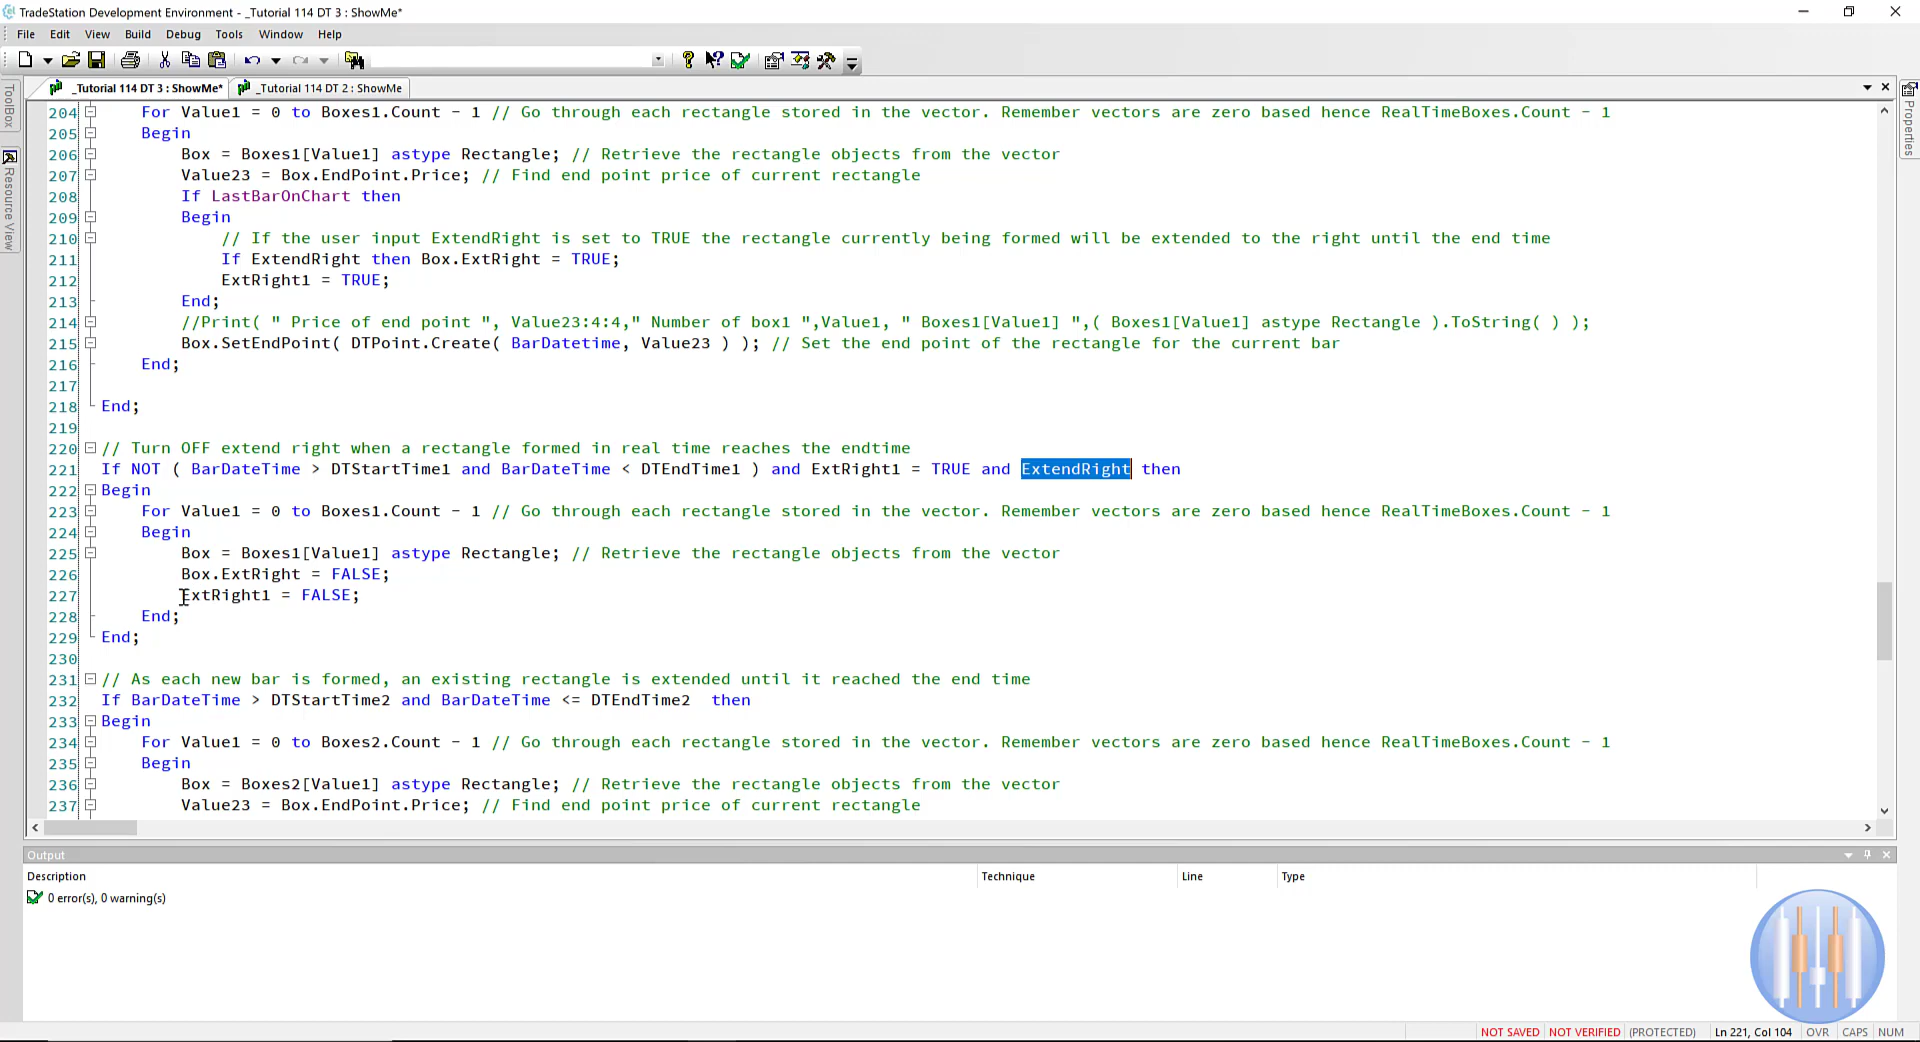 TradeStation Development Environment - _Tutorial 114 DT 3 : ShowMe*
File Edit View Build Debug Tools Window Help
_Tutorial 114 DT 3 : ShowMe* _Tutorial 114 DT 2 : ShowMe
ToolBox
Resource View
Properties
204 For Value1 = 0 to Boxes1.Count - 1 // Go through each rectangle stored in the vector. Remember vectors are zero based hence RealTimeBoxes.Count - 1
205 Begin
206 Box = Boxes1[Value1] astype Rectangle; // Retrieve the rectangle objects from the vector
207 Value23 = Box.EndPoint.Price; // Find end point price of current rectangle
208 If LastBarOnChart then
209 Begin
210 // If the user input ExtendRight is set to TRUE the rectangle currently being formed will be extended to the right until the end time
211 If ExtendRight then Box.ExtRight = TRUE;
212 ExtRight1 = TRUE;
213 End;
214 //Print( " Price of end point ", Value23:4:4," Number of box1 ",Value1, " Boxes1[Value1] ",( Boxes1[Value1] astype Rectangle ).ToString( ) );
215 Box.SetEndPoint( DTPoint.Create( BarDatetime, Value23 ) ); // Set the end point of the rectangle for the current bar
216 End;
217
218 End;
219
220 // Turn OFF extend right when a rectangle formed in real time reaches the endtime
221 If NOT ( BarDateTime > DTStartTime1 and BarDateTime < DTEndTime1 ) and ExtRight1 = TRUE and ExtendRight then
222 Begin
223 For Value1 = 0 to Boxes1.Count - 1 // Go through each rectangle stored in the vector. Remember vectors are zero based hence RealTimeBoxes.Count - 1
224 Begin
225 Box = Boxes1[Value1] astype Rectangle; // Retrieve the rectangle objects from the vector
226 Box.ExtRight = FALSE;
227 ExtRight1 = FALSE;
228 End;
229 End;
230
231 // As each new bar is formed, an existing rectangle is extended until it reached the end time
232 If BarDateTime > DTStartTime2 and BarDateTime <= DTEndTime2 then
233 Begin
234 For Value1 = 0 to Boxes2.Count - 1 // Go through each rectangle stored in the vector. Remember vectors are zero based hence RealTimeBoxes.Count - 1
235 Begin
236 Box = Boxes2[Value1] astype Rectangle; // Retrieve the rectangle objects from the vector
237 Value23 = Box.EndPoint.Price; // Find end point price of current rectangle
Output
Description Technique Line Type
0 error(s), 0 warning(s)
NOT SAVED NOT VERIFIED (PROTECTED) Ln 221, Col 104 OVR CAPS NUM